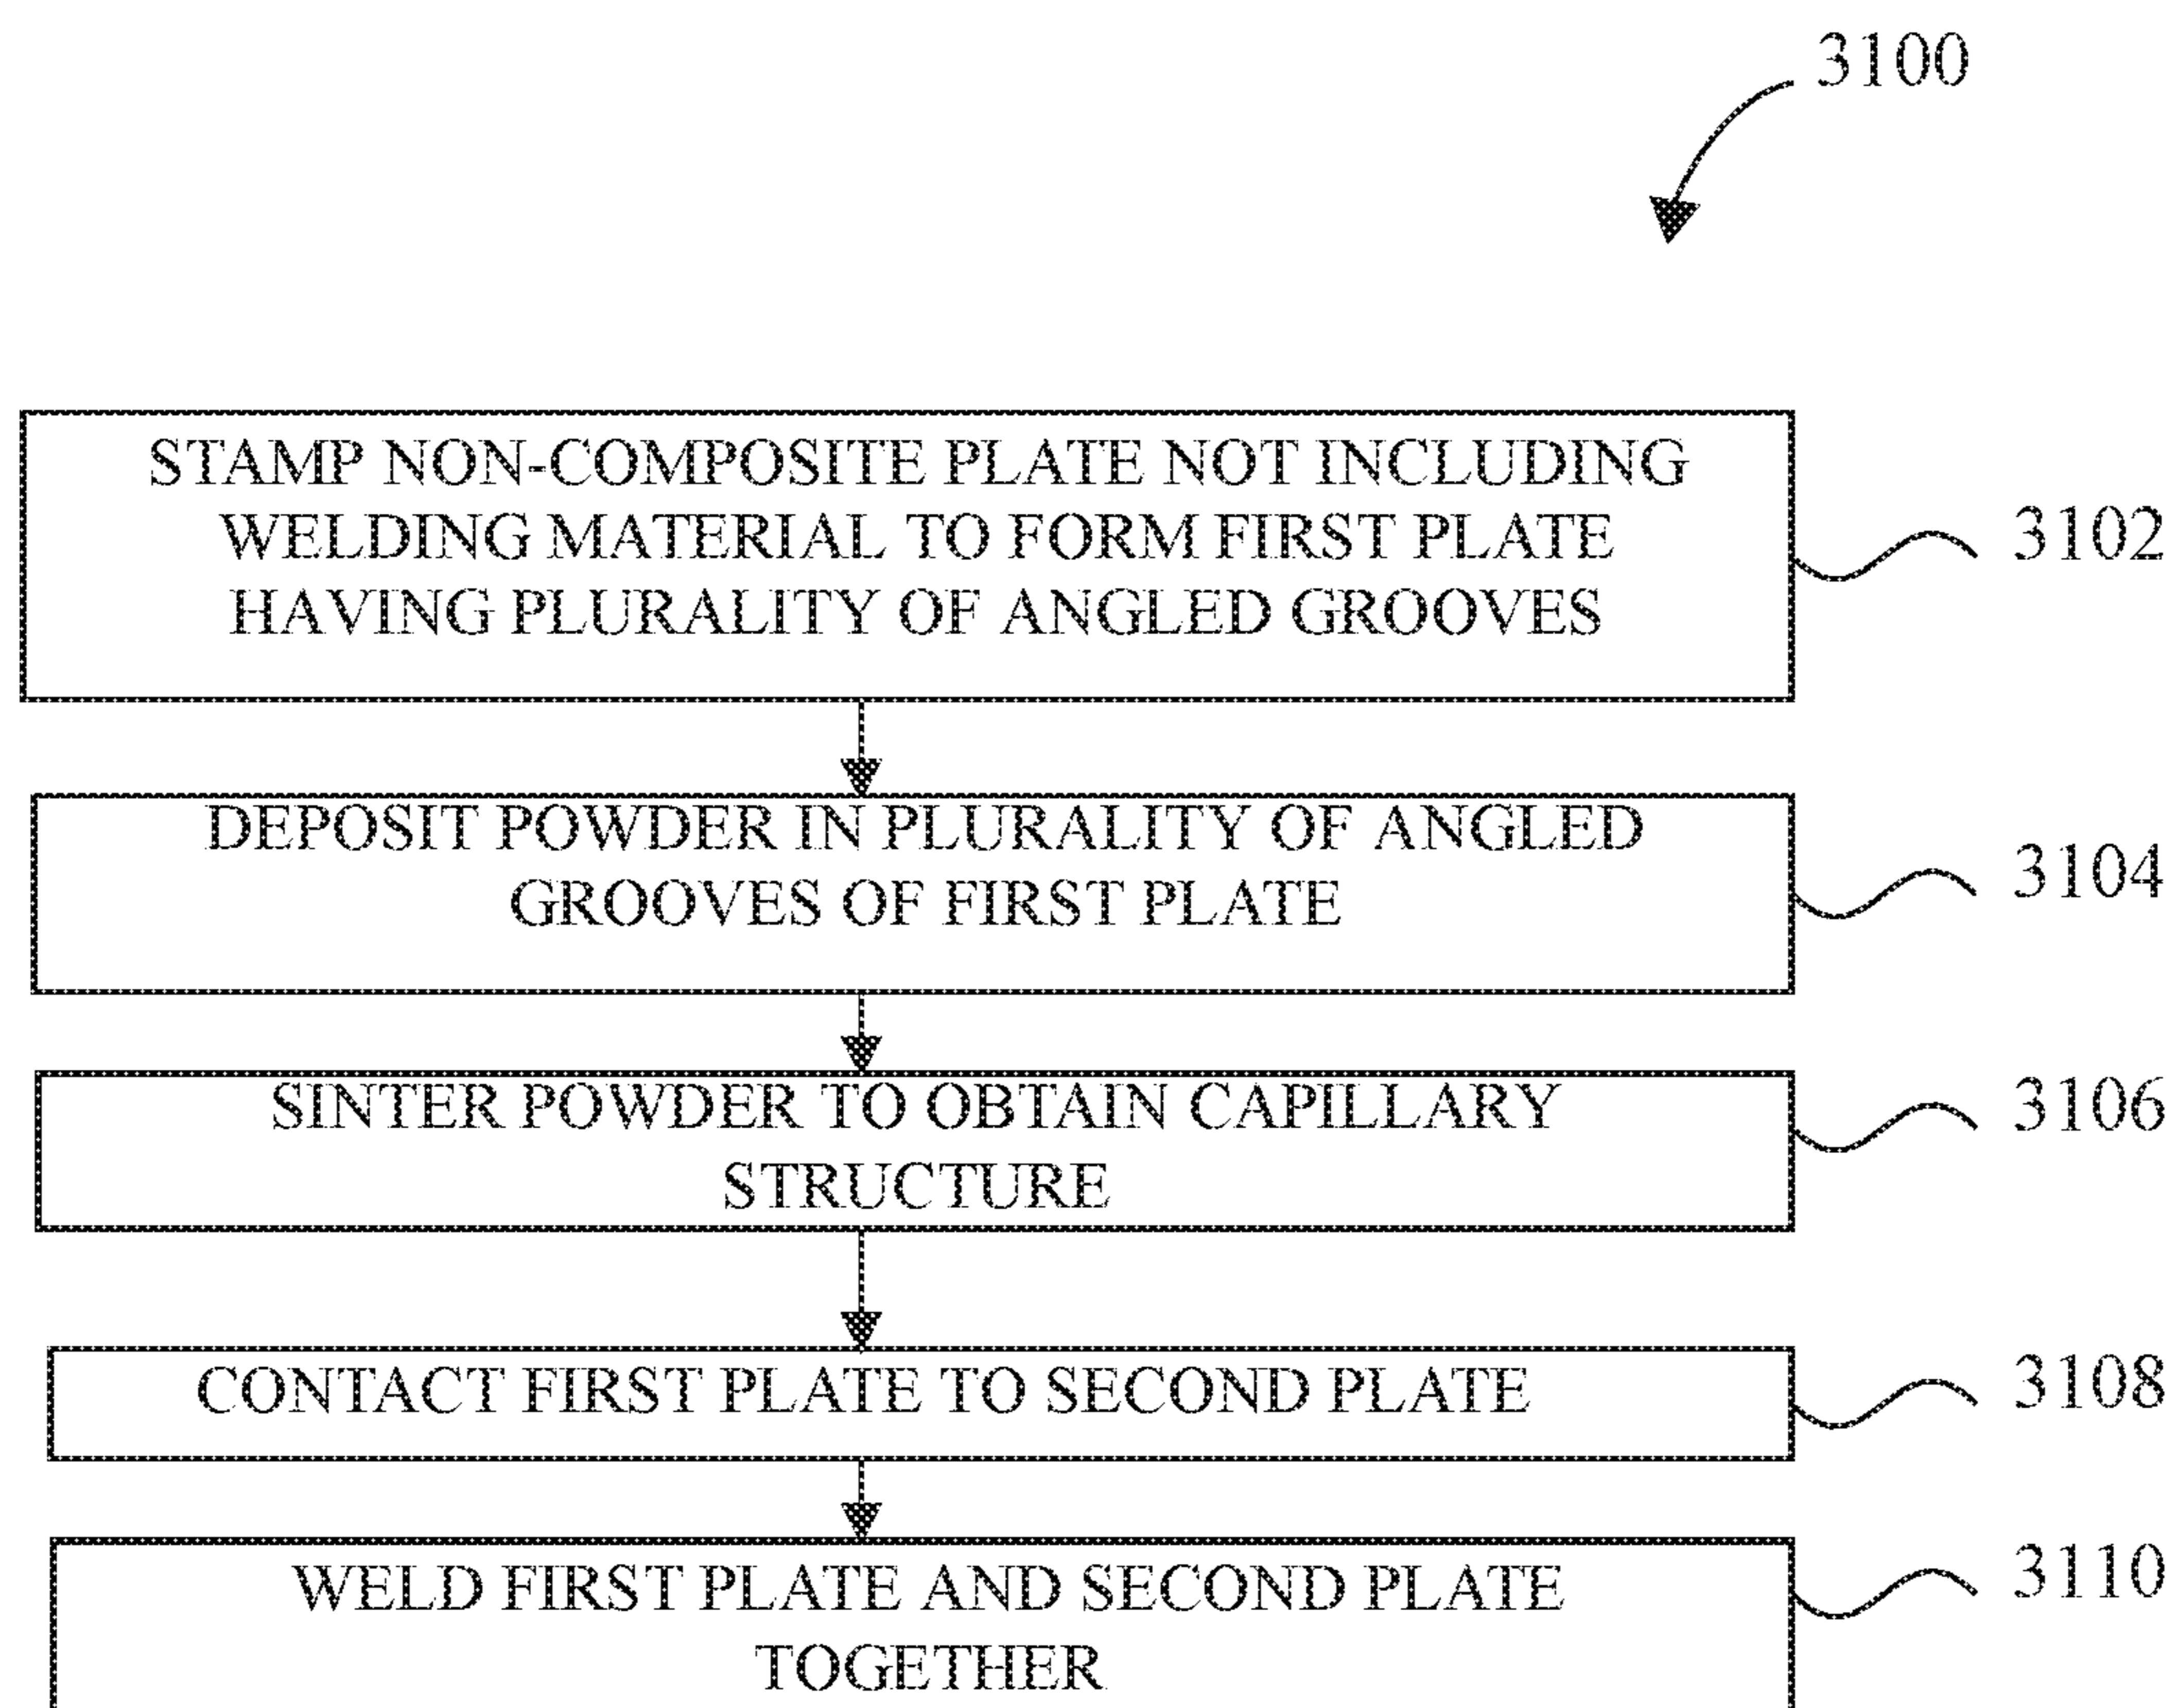 3100
STAMP NON-COMPOSITE PLATE NOT INCLUDING
WELDING MATERIAL TO FORM FIRST PLATE
HAVING PLURALITY OF ANGLED GROOVES
3102
DEPOSIT POWDER IN PLURALITY OF ANGLED
GROOVES OF FIRST PLATE
3104
SINTER POWDER TO OBTAIN CAPILLARY
STRUCTURE
3106
CONTACT FIRST PLATE TO SECOND PLATE
3108
WELD FIRST PLATE AND SECOND PLATE
TOGETHER
3110